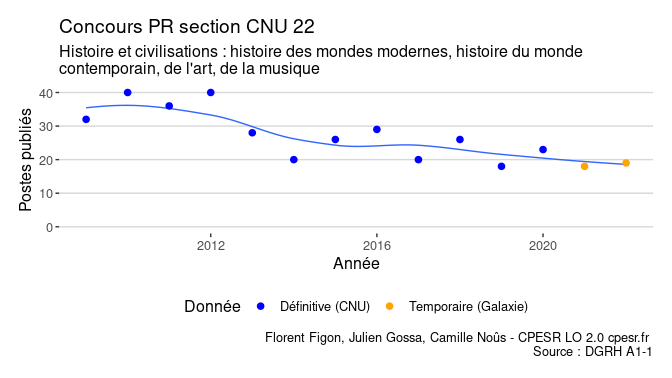 Concours PR section CNU 22
Histoire et civilisations : histoire des mondes modernes, histoire du monde
contemporain, de l'art, de la musique
Postes publiés
40
30
20
10
0
2012 2016 2020
Année
Donnée Définitive (CNU) Temporaire (Galaxie)
Florent Figon, Julien Gossa, Camille Noûs - CPESR LO 2.0 cpesr.fr
Source : DGRH A1-1